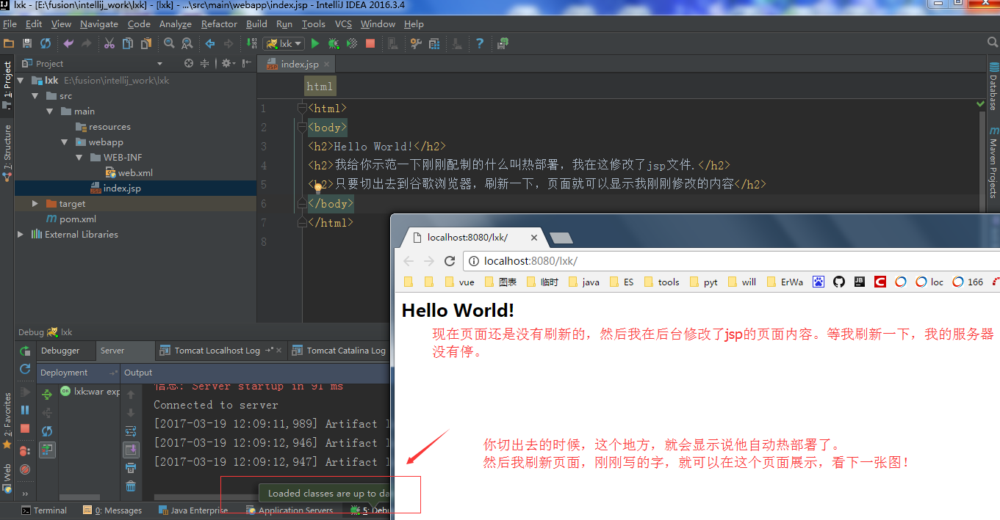 lxk - [E:\fusion\intellij_work\lxk] - [lxk] - ...\src\main\webapp\index.jsp - IntelliJ IDEA 2016.3.4
File Edit View Navigate Code Analyze Refactor Build Run Tools VCS Window Help
lxk
1: Project
7: Structure
2: Favorites
Web
Project
lxk E:\fusion\intellij_work\lxk
src
main
resources
webapp
WEB-INF
web.xml
index.jsp
target
pom.xml
External Libraries
index.jsp
html
1 <html>
2 <body>
3 <h2>Hello World!</h2>
4 <h2>我给你示范一下刚刚配制的什么叫热部署，我在这修改了jsp文件.</h2>
5 <h2>只要切出去到谷歌浏览器，刷新一下，页面就可以显示我刚刚修改的内容</h2>
6 </body>
7 </html>
8
Database
Maven Projects
localhost:8080/lxk/
localhost:8080/lxk/
vue 图表 临时 java ES tools pyt will ErWa JB C loc 166
Hello World!
现在页面还是没有刷新的，然后我在后台修改了jsp的页面内容。等我刷新一下，我的服务器
没有停。
你切出去的时候，这个地方，就会显示说他自动热部署了。
然后我刷新页面，刚刚写的字，就可以在这个页面展示，看下一张图！
Debug lxk
Debugger Server Tomcat Localhost Log Tomcat Catalina Log
Deployment Output
OK lxk:war exp
信息: Server startup in 91 ms
Connected to server
[2017-03-19 12:09:11,989] Artifact l
[2017-03-19 12:09:12,946] Artifact l
[2017-03-19 12:09:12,947] Artifact l
Loaded classes are up to da
Terminal 0: Messages Java Enterprise Application Servers 5: Debu